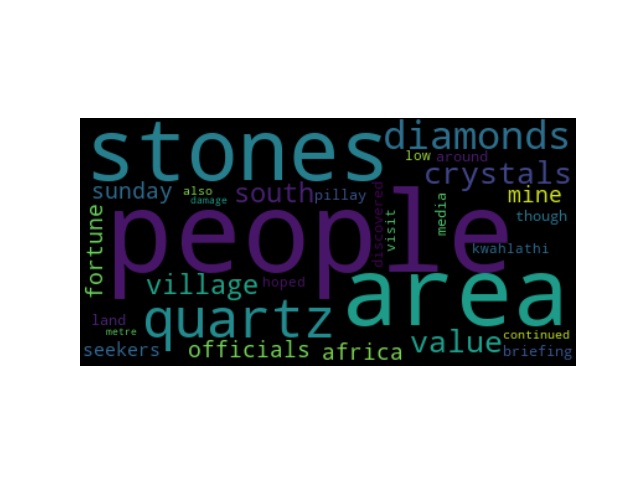 stones diamonds
low around
crystals
sunday also south pillay mine
damage
people discovered visit media though
fortune kwahlathi
village hoped area
land quartz
metre value continued
seekers officials africa briefing